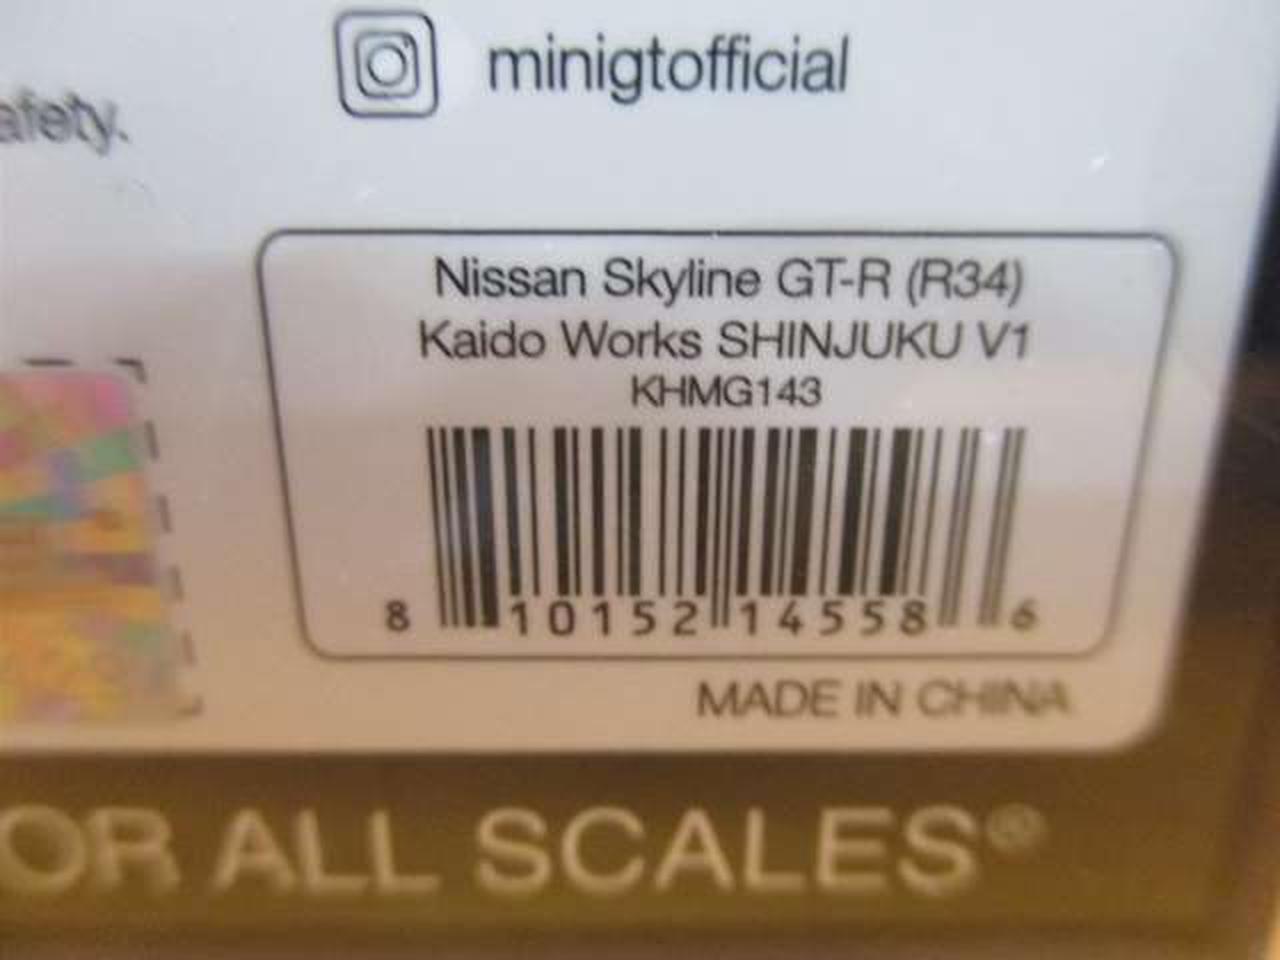 minigtofficial
afety.
Nissan Skyline GT-R (R34)
Kaido Works SHINJUKU V1
KHMG143
8 10152 14558 6
MADE IN CHINA
OR ALL SCALES®